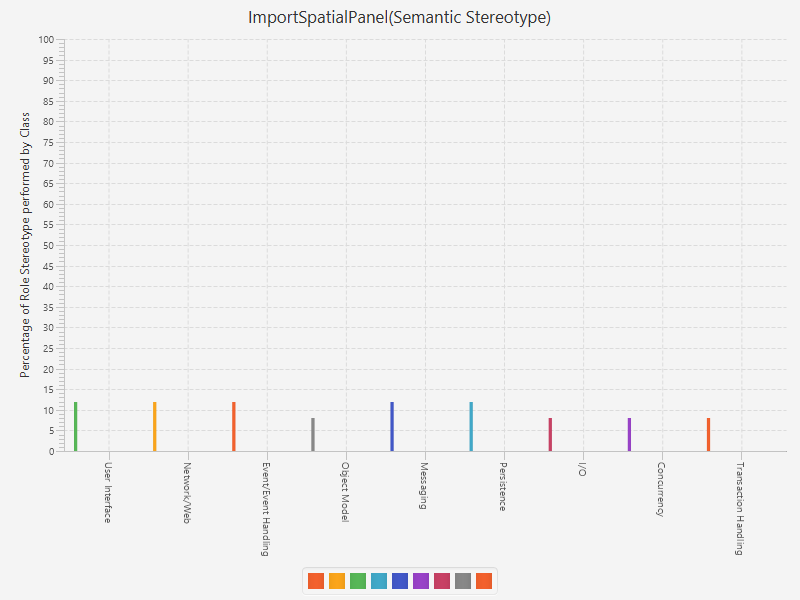 ImportSpatialPanel(Semantic Stereotype)
Percentage of Role Stereotype performed by Class
100
95
90
85
80
75
70
65
60
55
50
45
40
35
30
25
20
15
10
5
0
User Interface
Network/Web
Event/Event Handling
Object Model
Messaging
Persistence
I/O
Concurrency
Transaction Handling